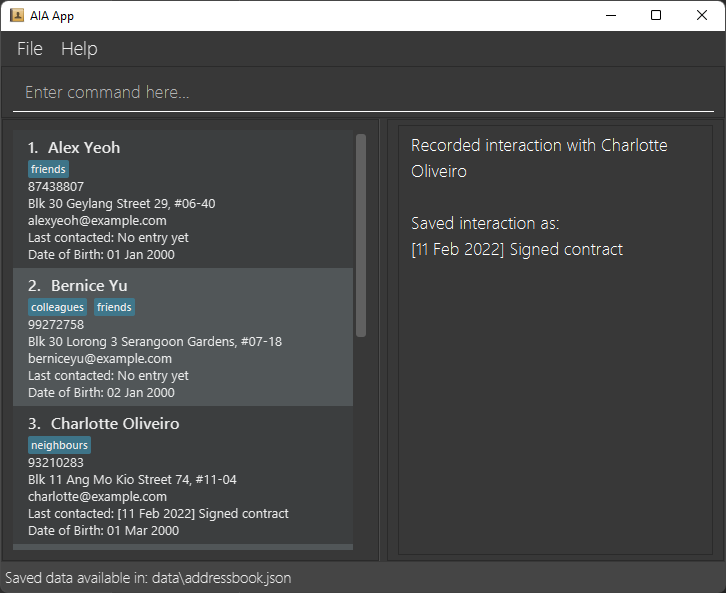 AIA App
File Help
Enter command here...
1. Alex Yeoh
friends
87438807
Blk 30 Geylang Street 29, #06-40
alexyeoh@example.com
Last contacted: No entry yet
Date of Birth: 01 Jan 2000
2. Bernice Yu
colleagues friends
99272758
Blk 30 Lorong 3 Serangoon Gardens, #07-18
berniceyu@example.com
Last contacted: No entry yet
Date of Birth: 02 Jan 2000
3. Charlotte Oliveiro
neighbours
93210283
Blk 11 Ang Mo Kio Street 74, #11-04
charlotte@example.com
Last contacted: [11 Feb 2022] Signed contract
Date of Birth: 01 Mar 2000
Recorded interaction with Charlotte
Oliveiro
Saved interaction as:
[11 Feb 2022] Signed contract
Saved data available in: data\addressbook.json